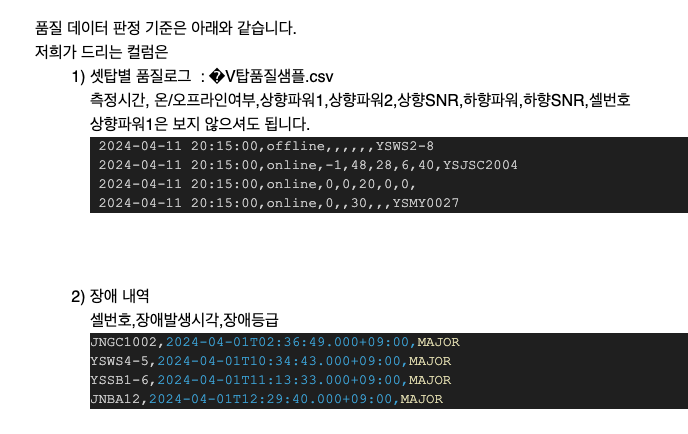 품질 데이터 판정 기준은 아래와 같습니다.
저희가 드리는 컬럼은
1) 셋탑별 품질로그 : �V탑품질샘플.csv
측정시간, 온/오프라인여부,상향파워1,상향파워2,상향SNR,하향파워,하향SNR,셀번호
상향파워1은 보지 않으셔도 됩니다.
2024-04-11 20:15:00,offline,,,,,,YSWS2-8
2024-04-11 20:15:00,online,-1,48,28,6,40,YSJSC2004
2024-04-11 20:15:00,online,0,0,20,0,0,
2024-04-11 20:15:00,online,0,,30,,,YSMY0027
2) 장애 내역
셀번호,장애발생시각,장애등급
JNGC1002,2024-04-01T02:36:49.000+09:00,MAJOR
YSWS4-5,2024-04-01T10:34:43.000+09:00,MAJOR
YSSB1-6,2024-04-01T11:13:33.000+09:00,MAJOR
JNBA12,2024-04-01T12:29:40.000+09:00,MAJOR